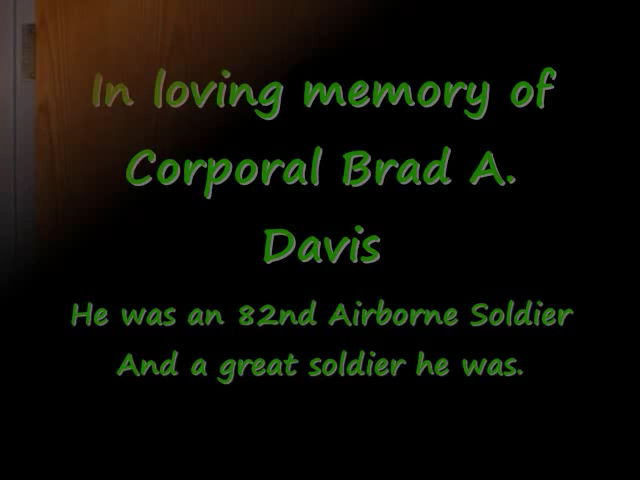 In loving memory of
Corporal Brad A.
Davis
He was an 82nd Airborne Soldier
And a great soldier he was.